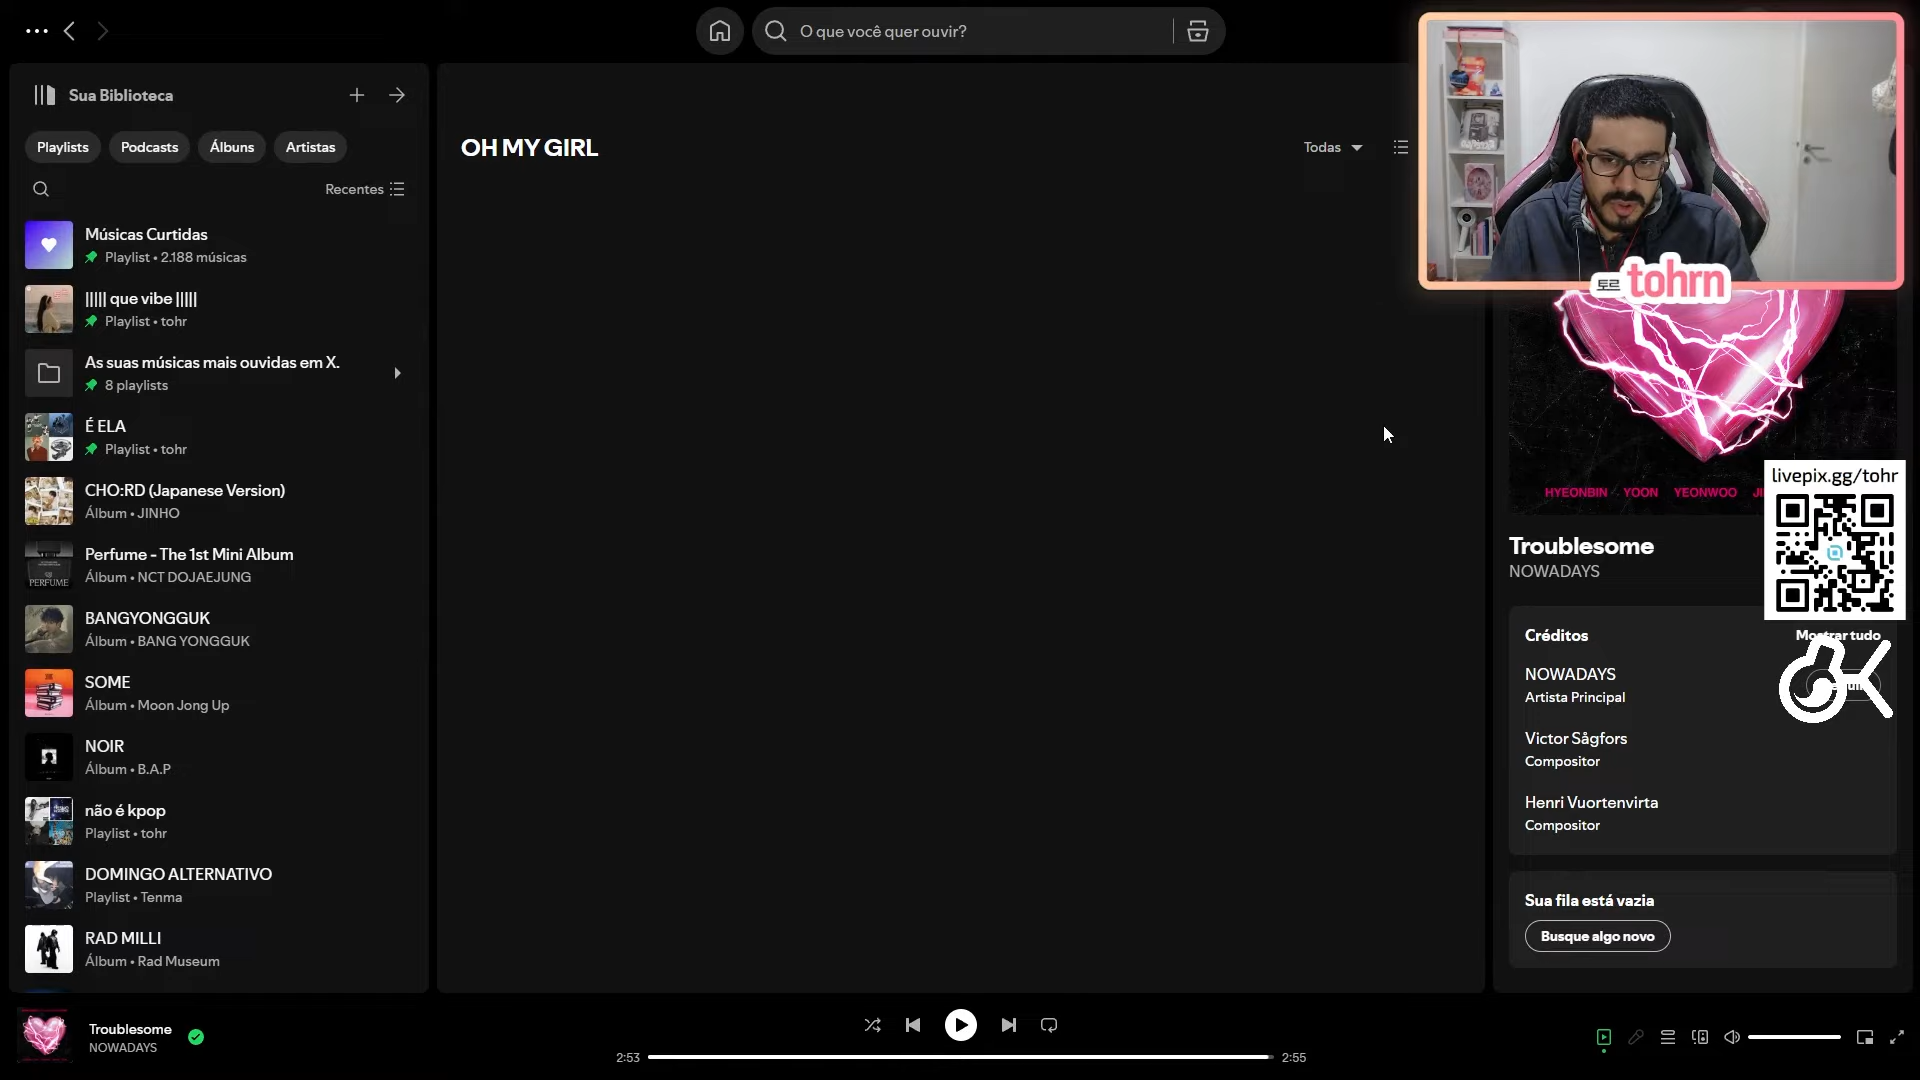 O que você quer ouvir?
Sua Biblioteca
Playlists
Podcasts
Álbuns
Artistas
Recentes
Músicas Curtidas
Playlist • 2.188 músicas
||||| que vibe |||||
Playlist • tohr
As suas músicas mais ouvidas em X.
8 playlists
É ELA
Playlist • tohr
CHO:RD (Japanese Version)
Álbum • JINHO
Perfume - The 1st Mini Album
Álbum • NCT DOJAEJUNG
PERFUME
BANGYONGGUK
Álbum • BANG YONGGUK
SOME
Álbum • Moon Jong Up
NOIR
Álbum • B.A.P
não é kpop
Playlist • tohr
DOMINGO ALTERNATIVO
Playlist • Tenma
RAD MILLI
Álbum • Rad Museum
OH MY GIRL
Todas
토르 tohrn
HYEONBIN YOON YEONWOO
livepix.gg/tohr
Troublesome
NOWADAYS
Créditos
Mostrar tudo
NOWADAYS
Artista Principal
Victor Sågfors
Compositor
Henri Vuortenvirta
Compositor
Sua fila está vazia
Busque algo novo
Troublesome
NOWADAYS
2:53
2:55